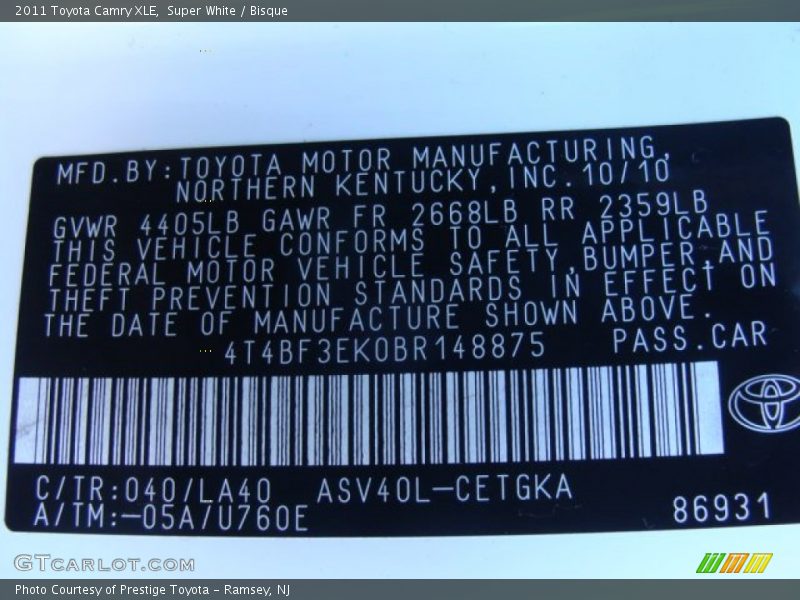 2011 Toyota Camry XLE,  Super White / Bisque
MFD.BY:TOYOTA MOTOR MANUFACTURING,
NORTHERN KENTUCKY,INC.10/10
GVWR 4405LB GAWR FR 2668LB RR 2359LB
THIS VEHICLE CONFORMS TO ALL APPLICABLE
FEDERAL MOTOR VEHICLE SAFETY,BUMPER,AND
THEFT PREVENTION STANDARDS IN EFFECT ON
THE DATE OF MANUFACTURE SHOWN ABOVE.
4T4BF3EK0BR148875 PASS.CAR
C/TR:040/LA40 ASV40L-CETGKA
A/TM:-05A/U760E 86931
GTCARLOT.COM
Photo Courtesy of Prestige Toyota - Ramsey, NJ